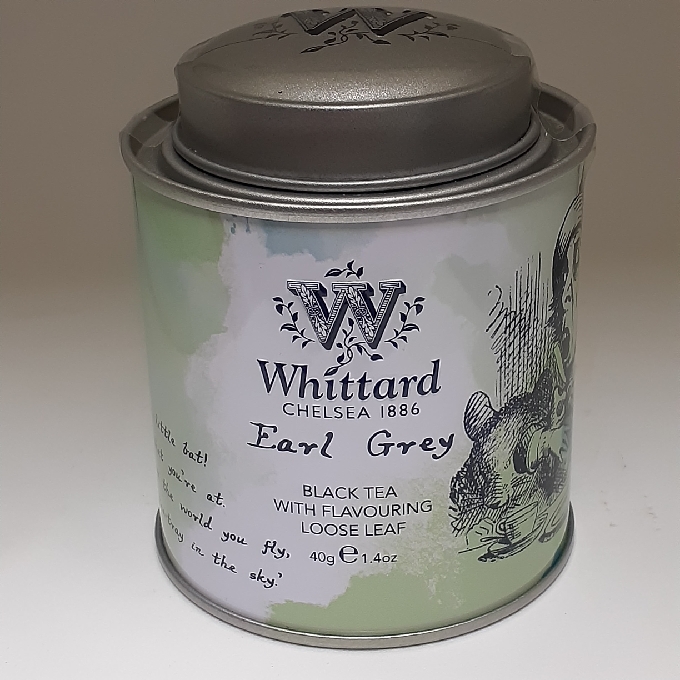 W
W
Whittard
CHELSEA 1886
Earl Grey
BLACK TEA
WITH FLAVOURING
LOOSE LEAF
40g e 1.4oz
little bat!
you're at.
the world you fly,
tray in the sky.'